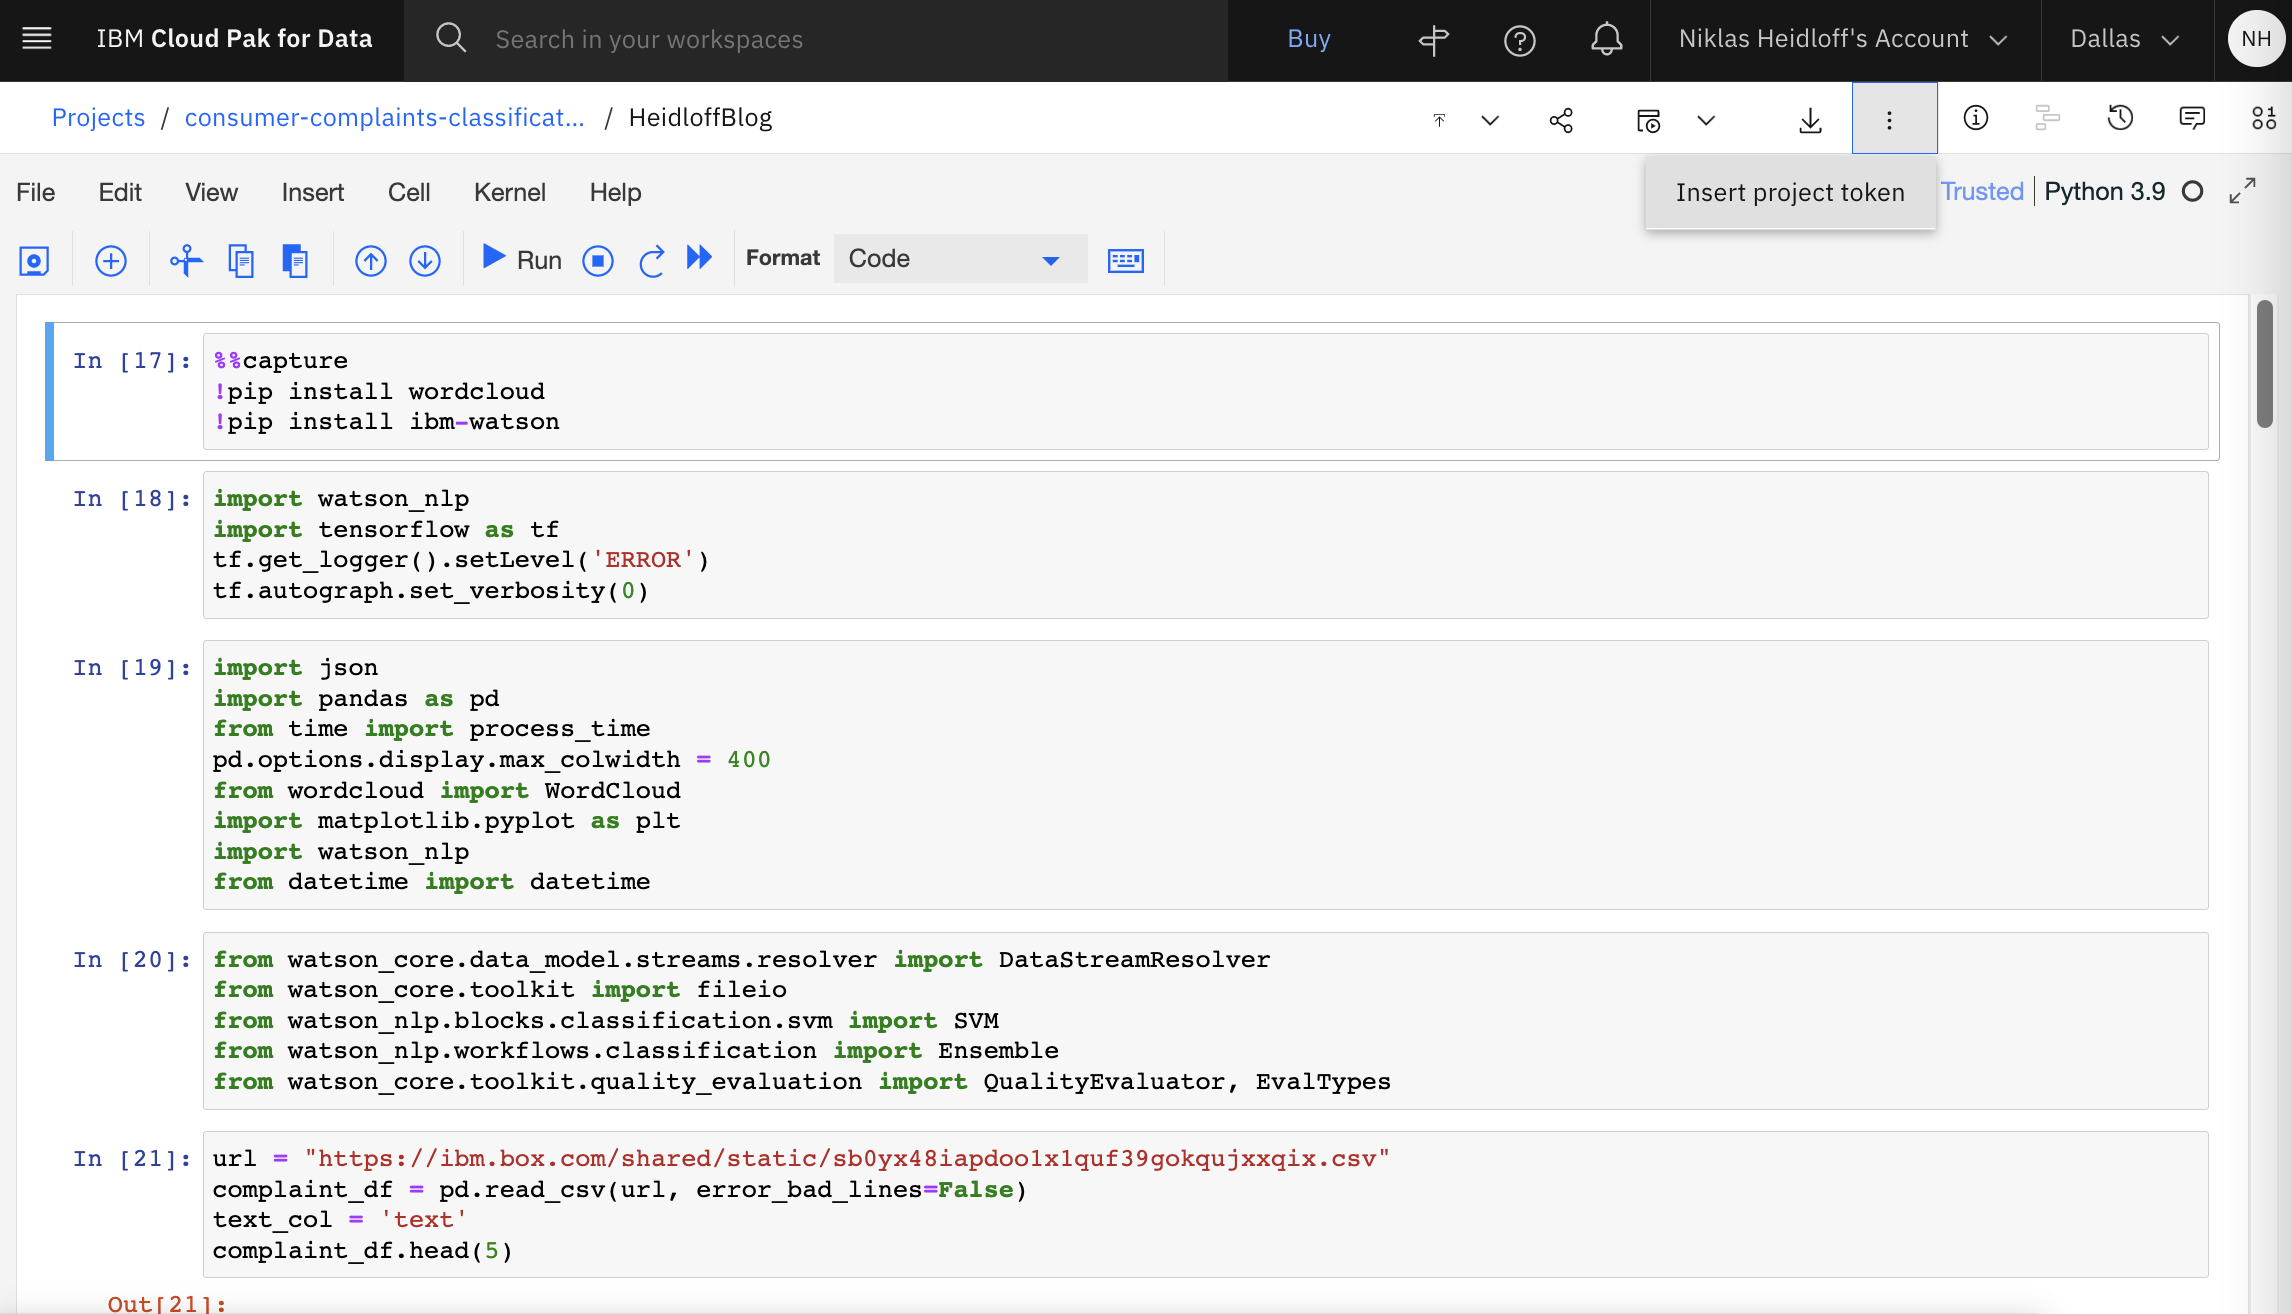 IBM Cloud Pak for Data
Search in your workspaces
Buy
Niklas Heidloff's Account
Dallas
NH
Projects / consumer-complaints-classificat... / HeidloffBlog
Insert project token
File Edit View Insert Cell Kernel Help
Trusted | Python 3.9
Run
Format
Code
In [17]:
%%capture
!pip install wordcloud
!pip install ibm-watson
In [18]:
import watson_nlp
import tensorflow as tf
tf.get_logger().setLevel('ERROR')
tf.autograph.set_verbosity(0)
In [19]:
import json
import pandas as pd
from time import process_time
pd.options.display.max_colwidth = 400
from wordcloud import WordCloud
import matplotlib.pyplot as plt
import watson_nlp
from datetime import datetime
In [20]:
from watson_core.data_model.streams.resolver import DataStreamResolver
from watson_core.toolkit import fileio
from watson_nlp.blocks.classification.svm import SVM
from watson_nlp.workflows.classification import Ensemble
from watson_core.toolkit.quality_evaluation import QualityEvaluator, EvalTypes
In [21]:
url = "https://ibm.box.com/shared/static/sb0yx48iapdoo1x1quf39gokqujxxqix.csv"
complaint_df = pd.read_csv(url, error_bad_lines=False)
text_col = 'text'
complaint_df.head(5)
Out[21]: